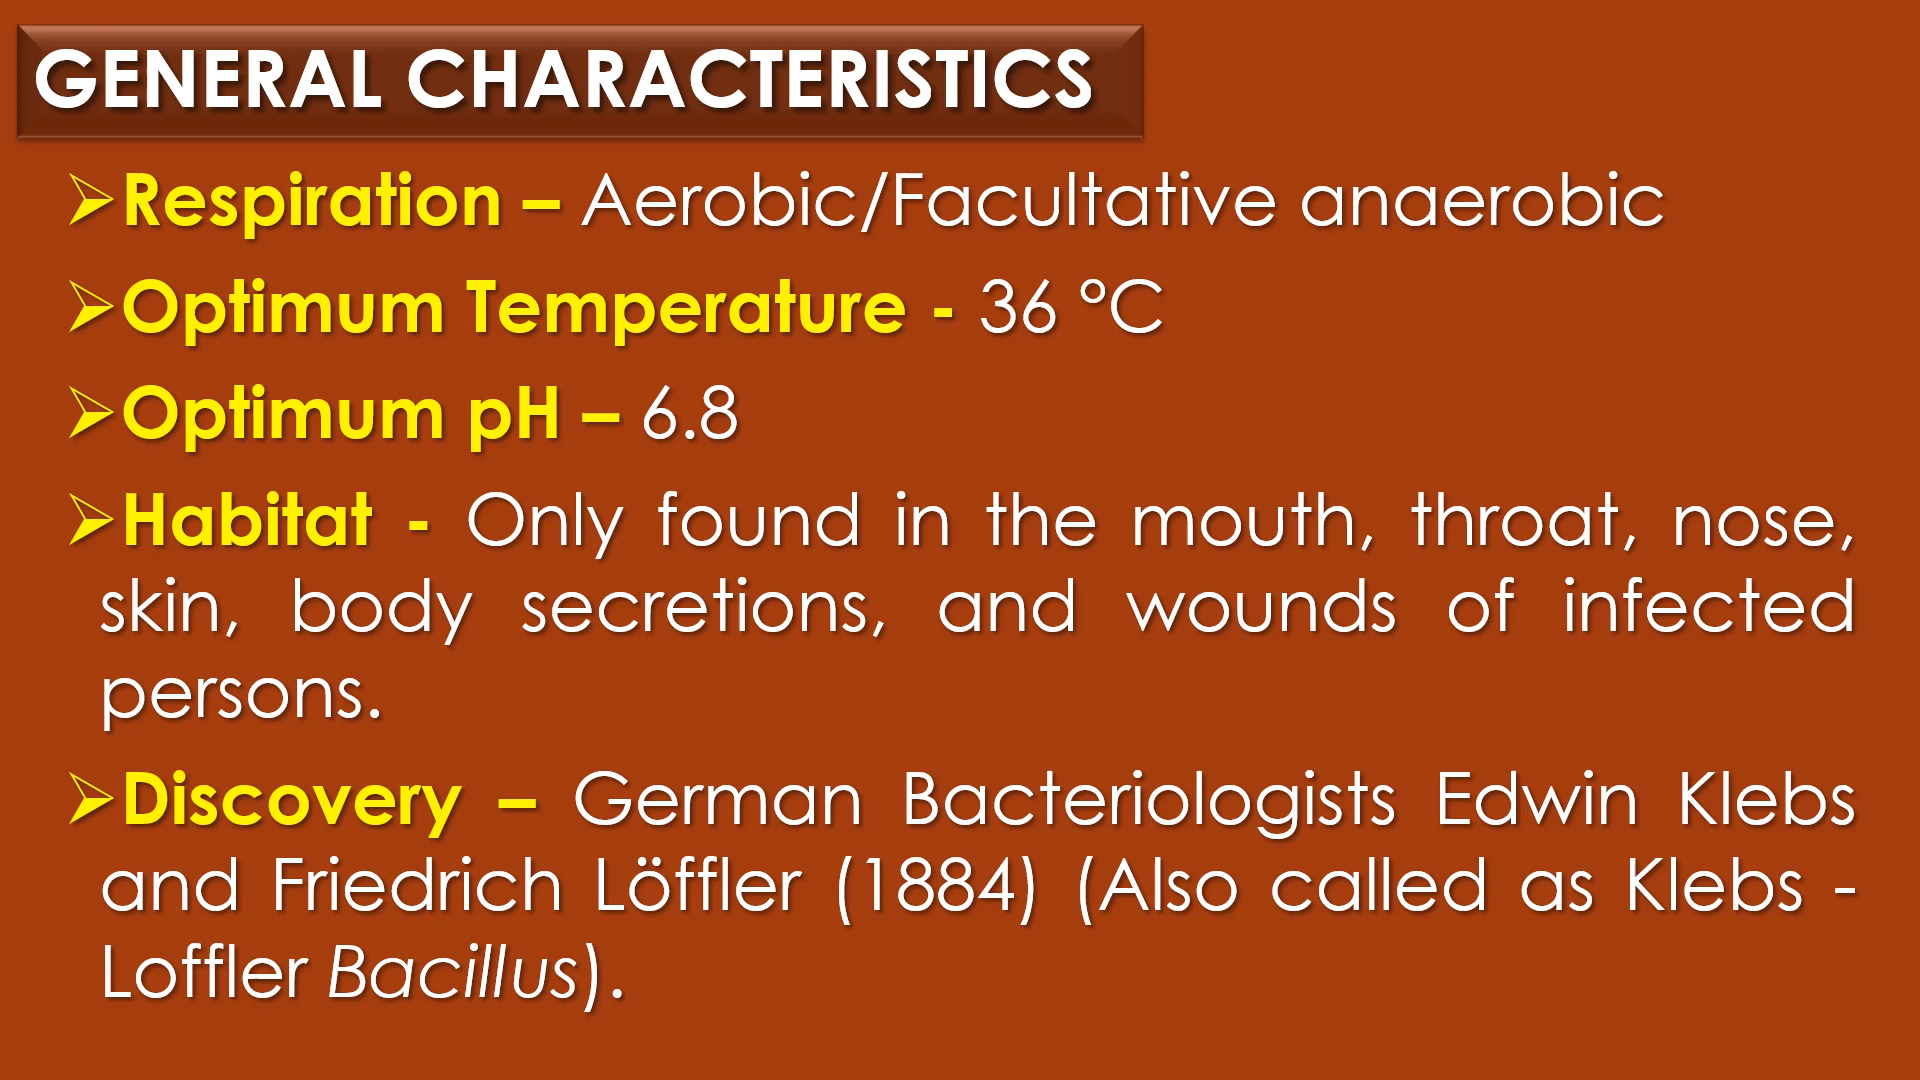 GENERAL CHARACTERISTICS
➢Respiration – Aerobic/Facultative anaerobic
➢Optimum Temperature - 36 °C
➢Optimum pH – 6.8
➢Habitat - Only found in the mouth, throat, nose,
skin, body secretions, and wounds of infected
persons.
➢Discovery – German Bacteriologists Edwin Klebs
and Friedrich Löffler (1884) (Also called as Klebs -
Loffler Bacillus).